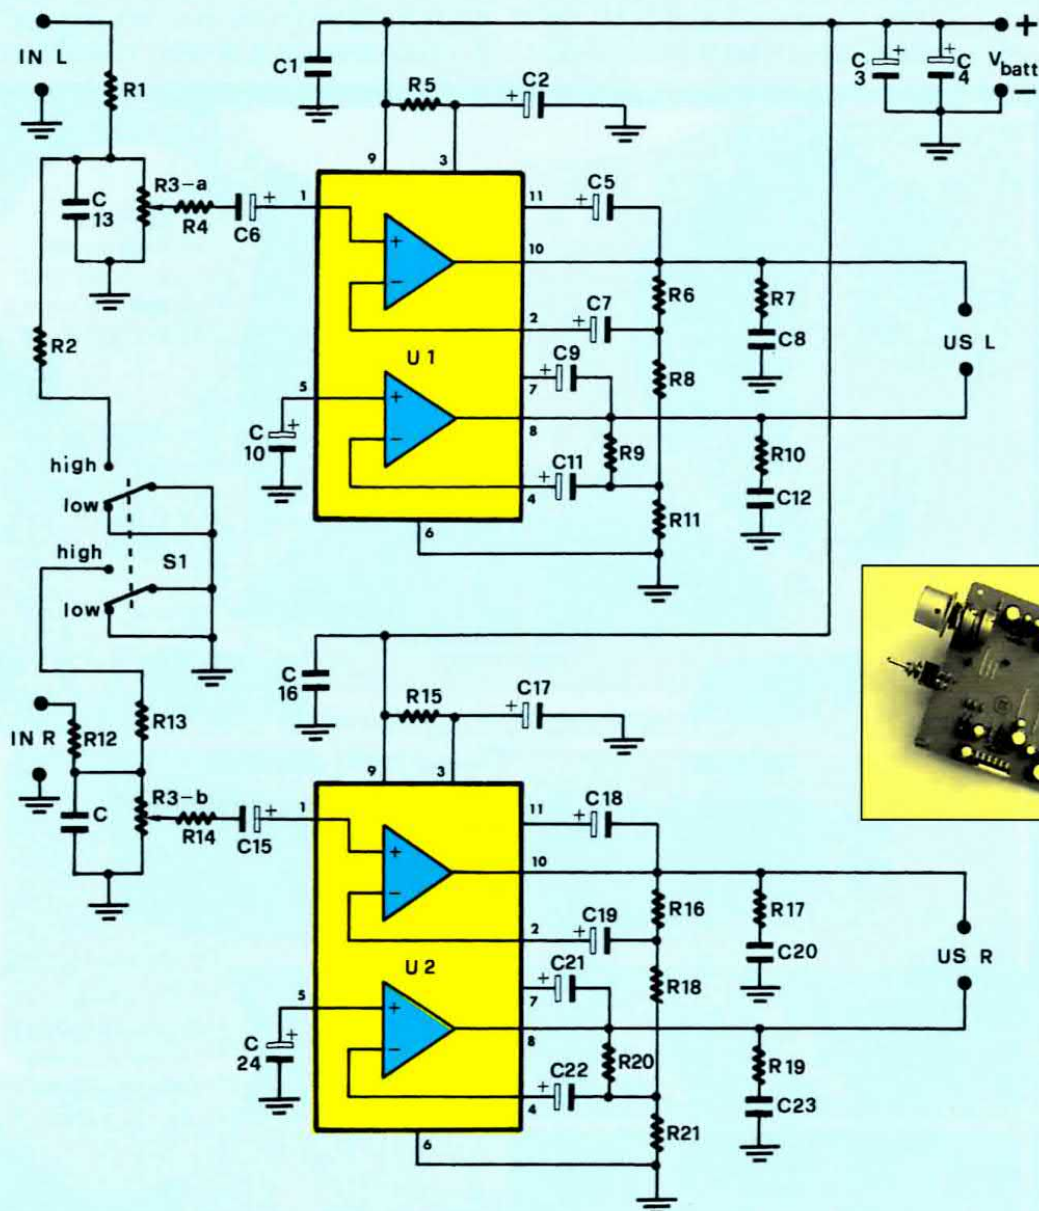 IN L
R1
C1
R5
C2
C 3
C 4
+
V batt
−
9
3
R3-a
C 13
R4
C6
1
11
C5
10
R6
R7
2
C7
C8
US L
R2
U1
C9
7
R8
5
8
C 10
R9
R10
C11
4
C12
6
R11
high
low
high
S1
low
C 16
R15
C17
IN R
R12
R13
9
3
R3-b
C
R14
C15
1
11
C18
10
R16
R17
2
C19
C20
US R
U2
C21
7
R18
5
8
C 24
R20
R19
C22
4
C23
6
R21